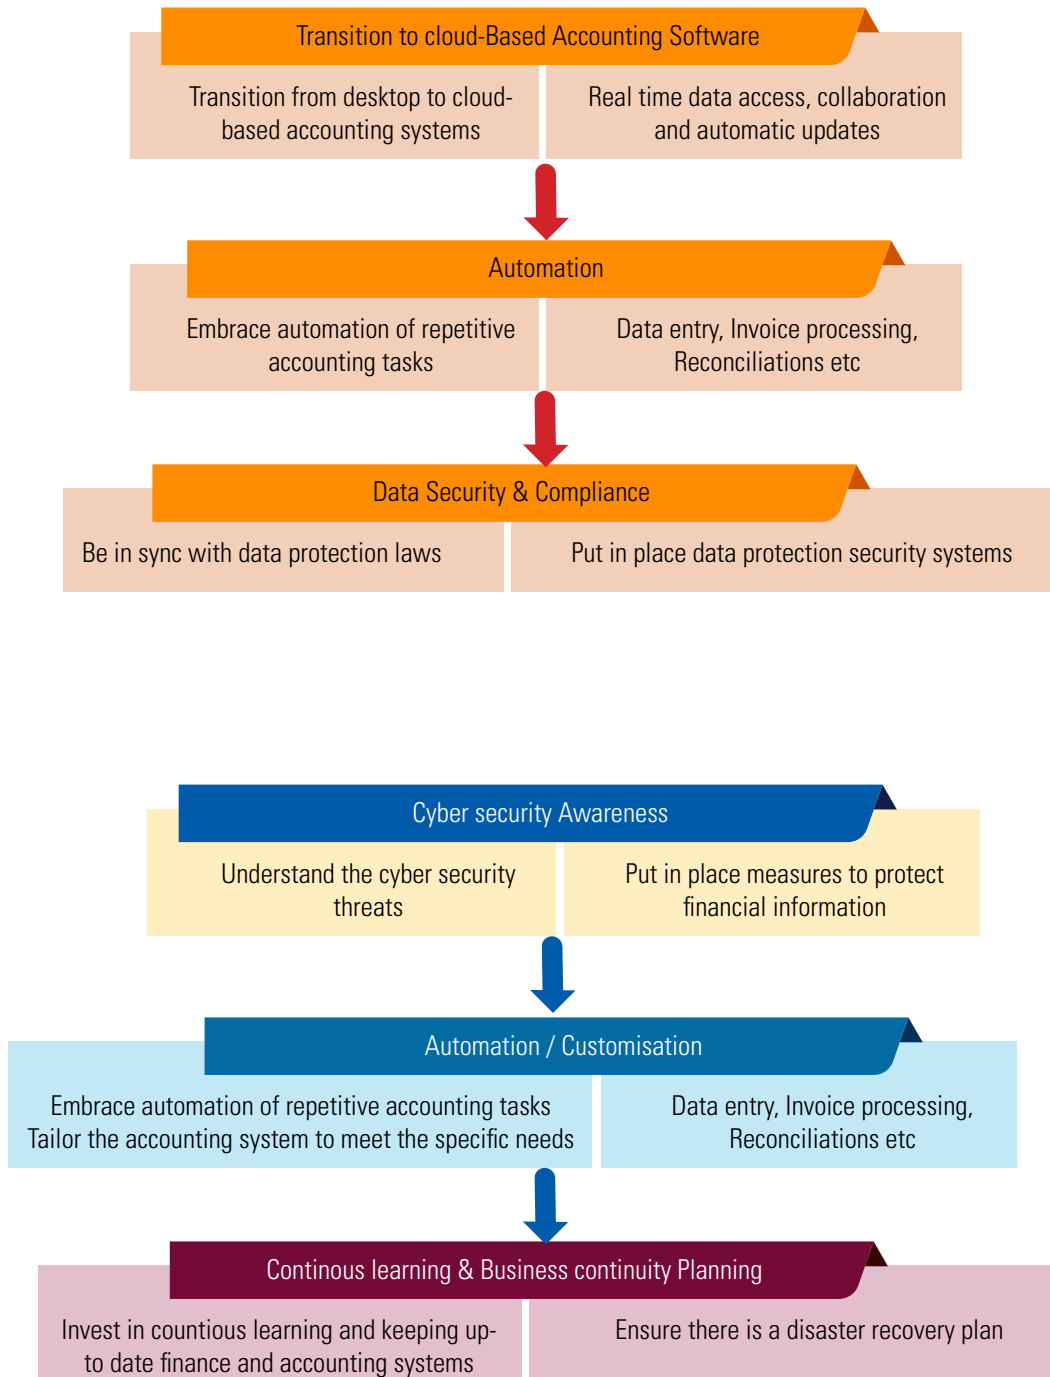 Transition to cloud-Based Accounting Software
Transition from desktop to cloud-
based accounting systems
Real time data access, collaboration
and automatic updates
Automation
Embrace automation of repetitive
accounting tasks
Data entry, Invoice processing,
Reconciliations etc
Data Security & Compliance
Be in sync with data protection laws
Put in place data protection security systems
Cyber security Awareness
Understand the cyber security
threats
Put in place measures to protect
financial information
Automation / Customisation
Embrace automation of repetitive accounting tasks
Tailor the accounting system to meet the specific needs
Data entry, Invoice processing,
Reconciliations etc
Continous learning & Business continuity Planning
Invest in countious learning and keeping up-
to date finance and accounting systems
Ensure there is a disaster recovery plan